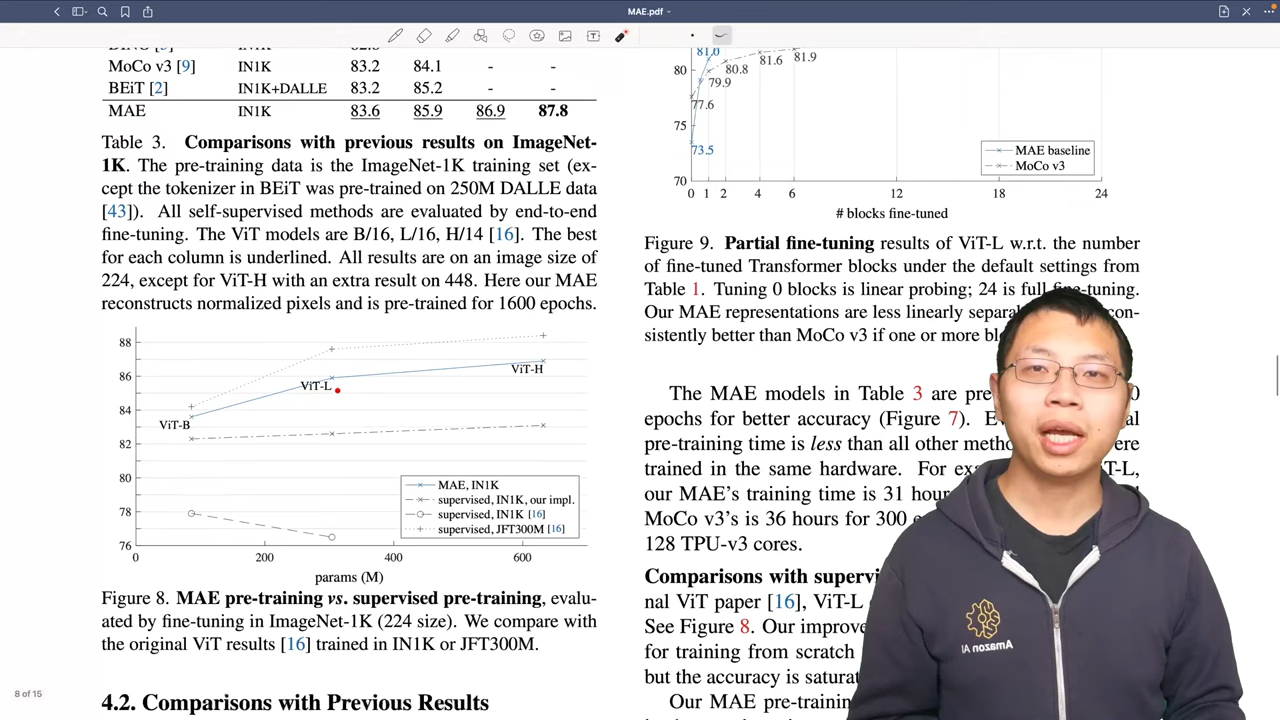 MAE.pdf
MoCo v3 [9] IN1K 83.2 84.1 - -
BEiT [2] IN1K+DALLE 83.2 85.2 - -
MAE IN1K 83.6 85.9 86.9 87.8
Table 3. Comparisons with previous results on ImageNet-
1K. The pre-training data is the ImageNet-1K training set (ex-
cept the tokenizer in BEiT was pre-trained on 250M DALLE data
[43]). All self-supervised methods are evaluated by end-to-end
fine-tuning. The ViT models are B/16, L/16, H/14 [16]. The best
for each column is underlined. All results are on an image size of
224, except for ViT-H with an extra result on 448. Here our MAE
reconstructs normalized pixels and is pre-trained for 1600 epochs.
88
86
84
82
80
78
76
ViT-B
ViT-L
ViT-H
MAE, IN1K
supervised, IN1K, our impl.
supervised, IN1K [16]
supervised, JFT300M [16]
0 200 400 600
params (M)
Figure 8. MAE pre-training vs. supervised pre-training, evalu-
ated by fine-tuning in ImageNet-1K (224 size). We compare with
the original ViT results [16] trained in IN1K or JFT300M.
8 of 15
4.2. Comparisons with Previous Results
81.0
81.6 81.9
80.8
79.9
77.6
73.5
80
75
70
MAE baseline
MoCo v3
0 1 2 4 6 12 18 24
# blocks fine-tuned
Figure 9. Partial fine-tuning results of ViT-L w.r.t. the number
of fine-tuned Transformer blocks under the default settings from
Table 1. Tuning 0 blocks is linear probing; 24 is full fine-tuning.
Our MAE representations are less linearly con-
sistently better than MoCo v3 if one or more
The MAE models in Table 3 are
epochs for better accuracy (Figure 7).
pre-training time is less than all other
trained in the same hardware. For
our MAE's training time is 31
MoCo v3's is 36 hours for 300
128 TPU-v3 cores.
Comparisons with
nal ViT paper [16], ViT-L
See Figure 8. Our
for training from scratch
but the accuracy is
Our MAE
Amazon AI